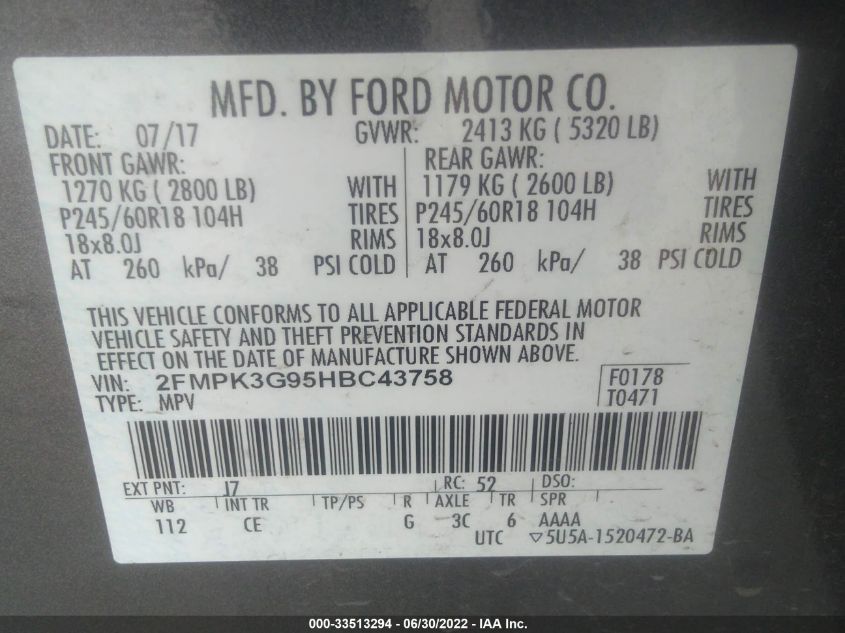 MFD. BY FORD MOTOR CO.
DATE: 07/17 GVWR: 2413 KG ( 5320 LB)
FRONT GAWR: REAR GAWR:
1270 KG ( 2800 LB) WITH 1179 KG ( 2600 LB) WITH
P245/60R18 104H TIRES P245/60R18 104H TIRES
18x8.0J RIMS 18x8.0J RIMS
AT 260 kPa/ 38 PSI COLD AT 260 kPa/ 38 PSI COLD
THIS VEHICLE CONFORMS TO ALL APPLICABLE FEDERAL MOTOR
VEHICLE SAFETY AND THEFT PREVENTION STANDARDS IN
EFFECT ON THE DATE OF MANUFACTURE SHOWN ABOVE.
VIN: 2FMPK3G95HBC43758 F0178
TYPE: MPV T0471
EXT PNT: J7 RC: 52 DSO:
WB INT TR TP/PS R AXLE TR SPR
112 CE G 3C 6 AAAA
UTC ▽5U5A-1520472-BA
000-33513294 - 06/30/2022 - IAA Inc.